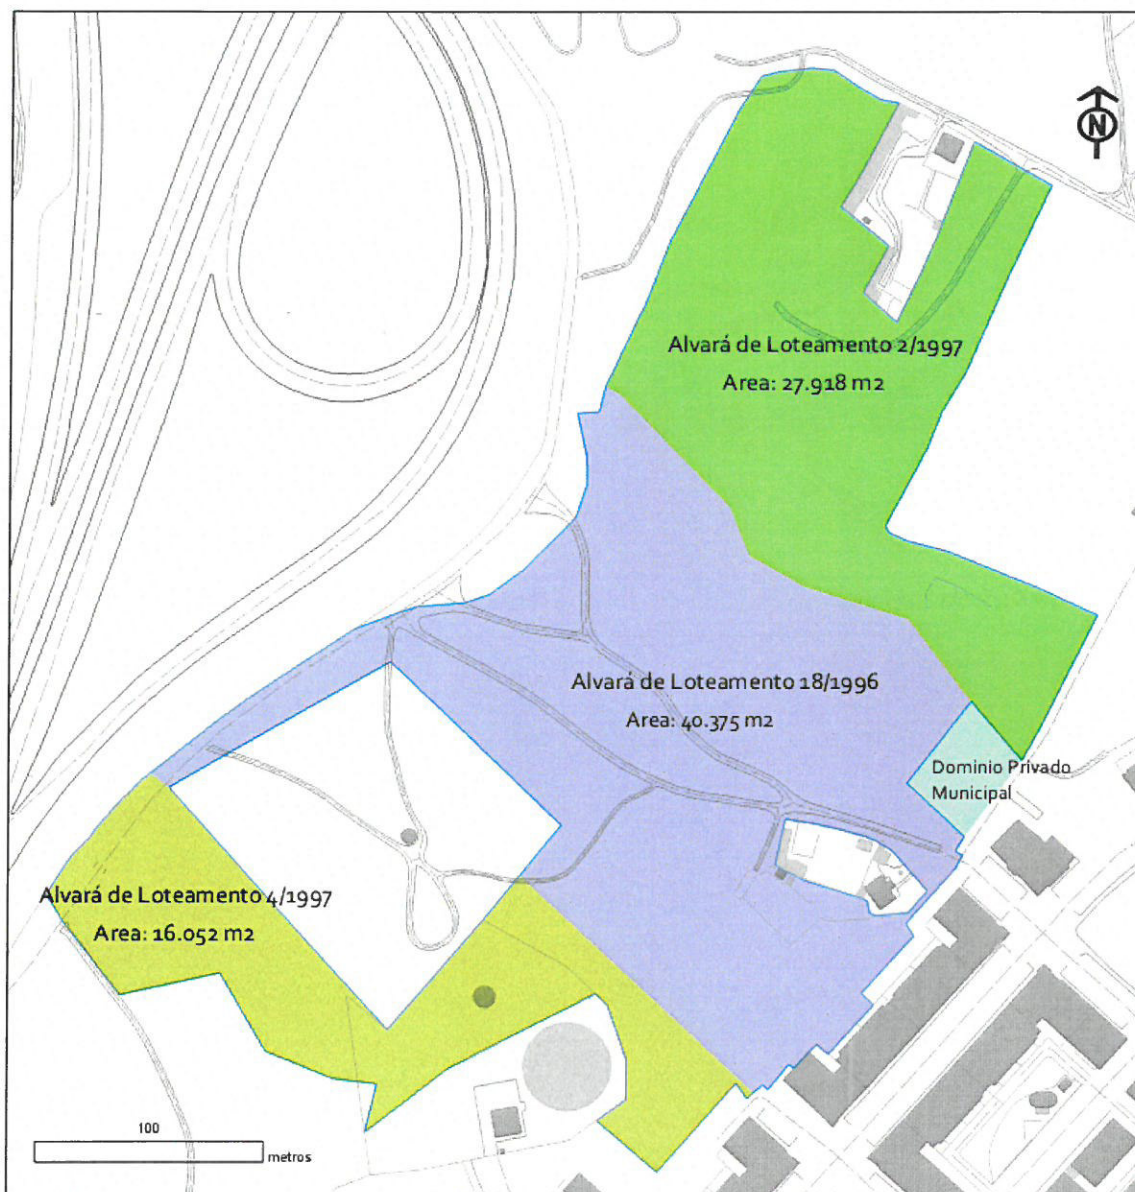 N
Alvará de Loteamento 2/1997
Area: 27.918 m2
Alvará de Loteamento 18/1996
Area: 40.375 m2
Dominio Privado
Municipal
Alvará de Loteamento 4/1997
Area: 16.052 m2
100
metros